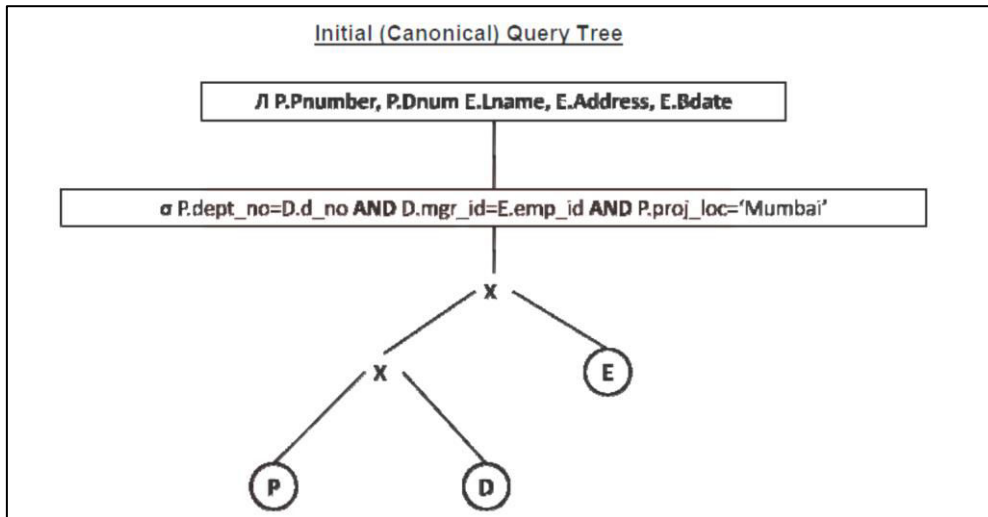 Initial (Canonical) Query Tree
Л P.Pnumber, P.Dnum E.Lname, E.Address, E.Bdate
σ P.dept_no=D.d_no AND D.mgr_id=E.emp_id AND P.proj_loc=‘Mumbai’
X
X
E
P
D